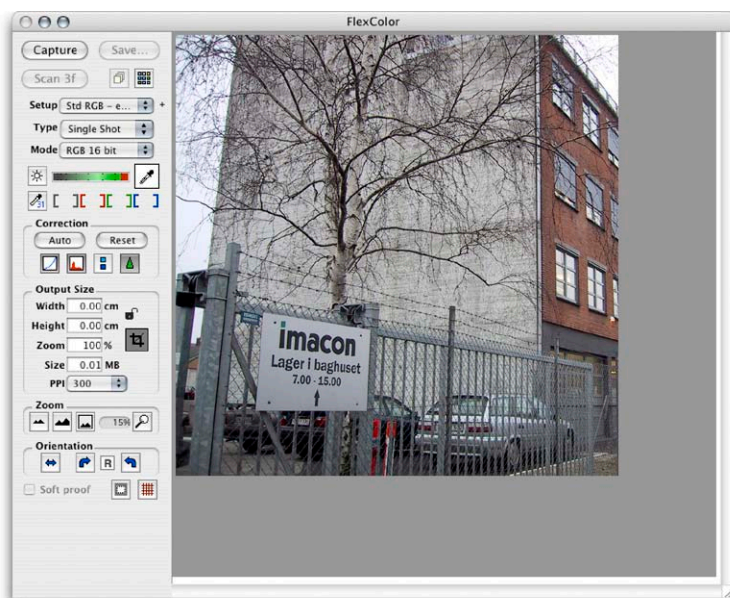 FlexColor
Capture Save...
Scan 3f
Setup Std RGB - e... +
Type Single Shot
Mode RGB 16 bit
31
Correction
Auto Reset
Output Size
Width 0.00 cm
Height 0.00 cm
Zoom 100 %
Size 0.01 MB
PPI 300
Zoom
15%
Orientation
R
Soft proof
imacon
Lager i baghuset
7.00 - 15.00